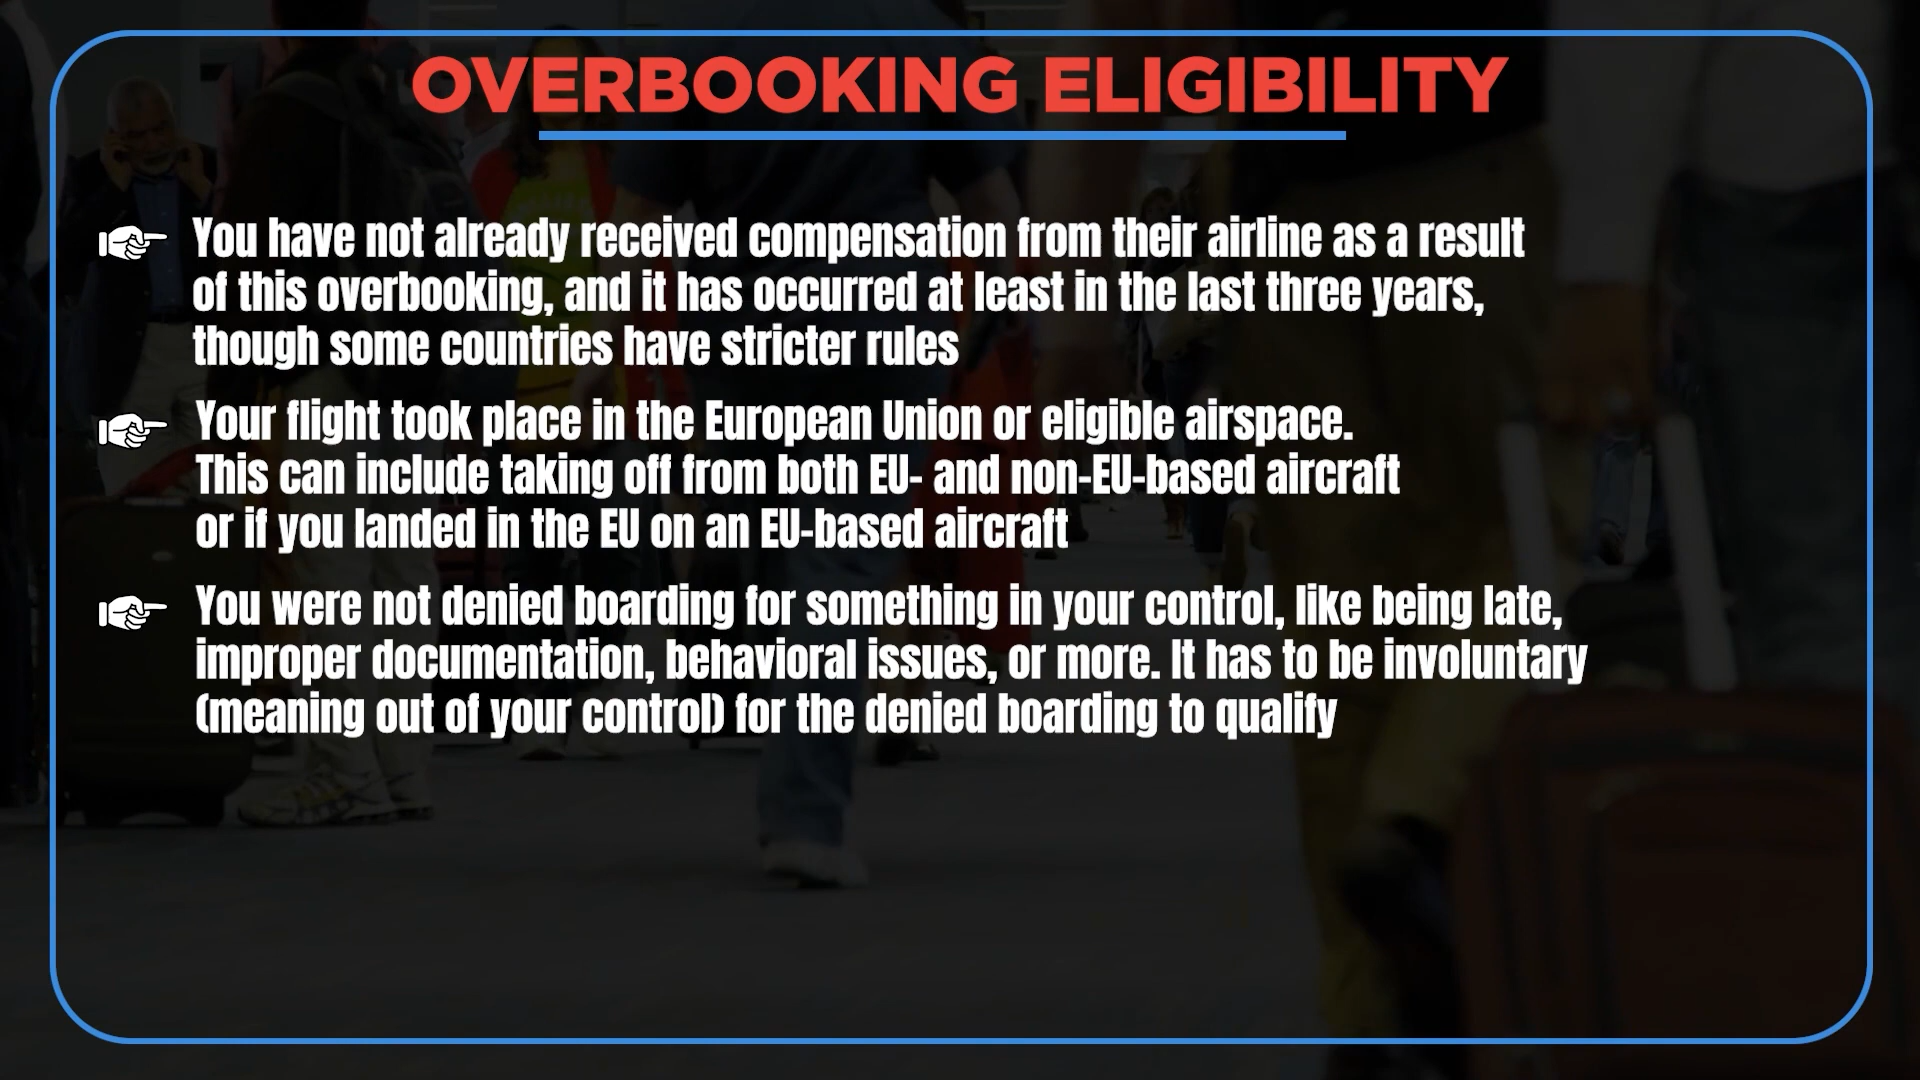 OVERBOOKING ELIGIBILITY
You have not already received compensation from their airline as a result
of this overbooking, and it has occurred at least in the last three years,
though some countries have stricter rules
Your flight took place in the European Union or eligible airspace.
This can include taking off from both EU- and non-EU-based aircraft
or if you landed in the EU on an EU-based aircraft
You were not denied boarding for something in your control, like being late,
improper documentation, behavioral issues, or more. It has to be involuntary
(meaning out of your control) for the denied boarding to qualify